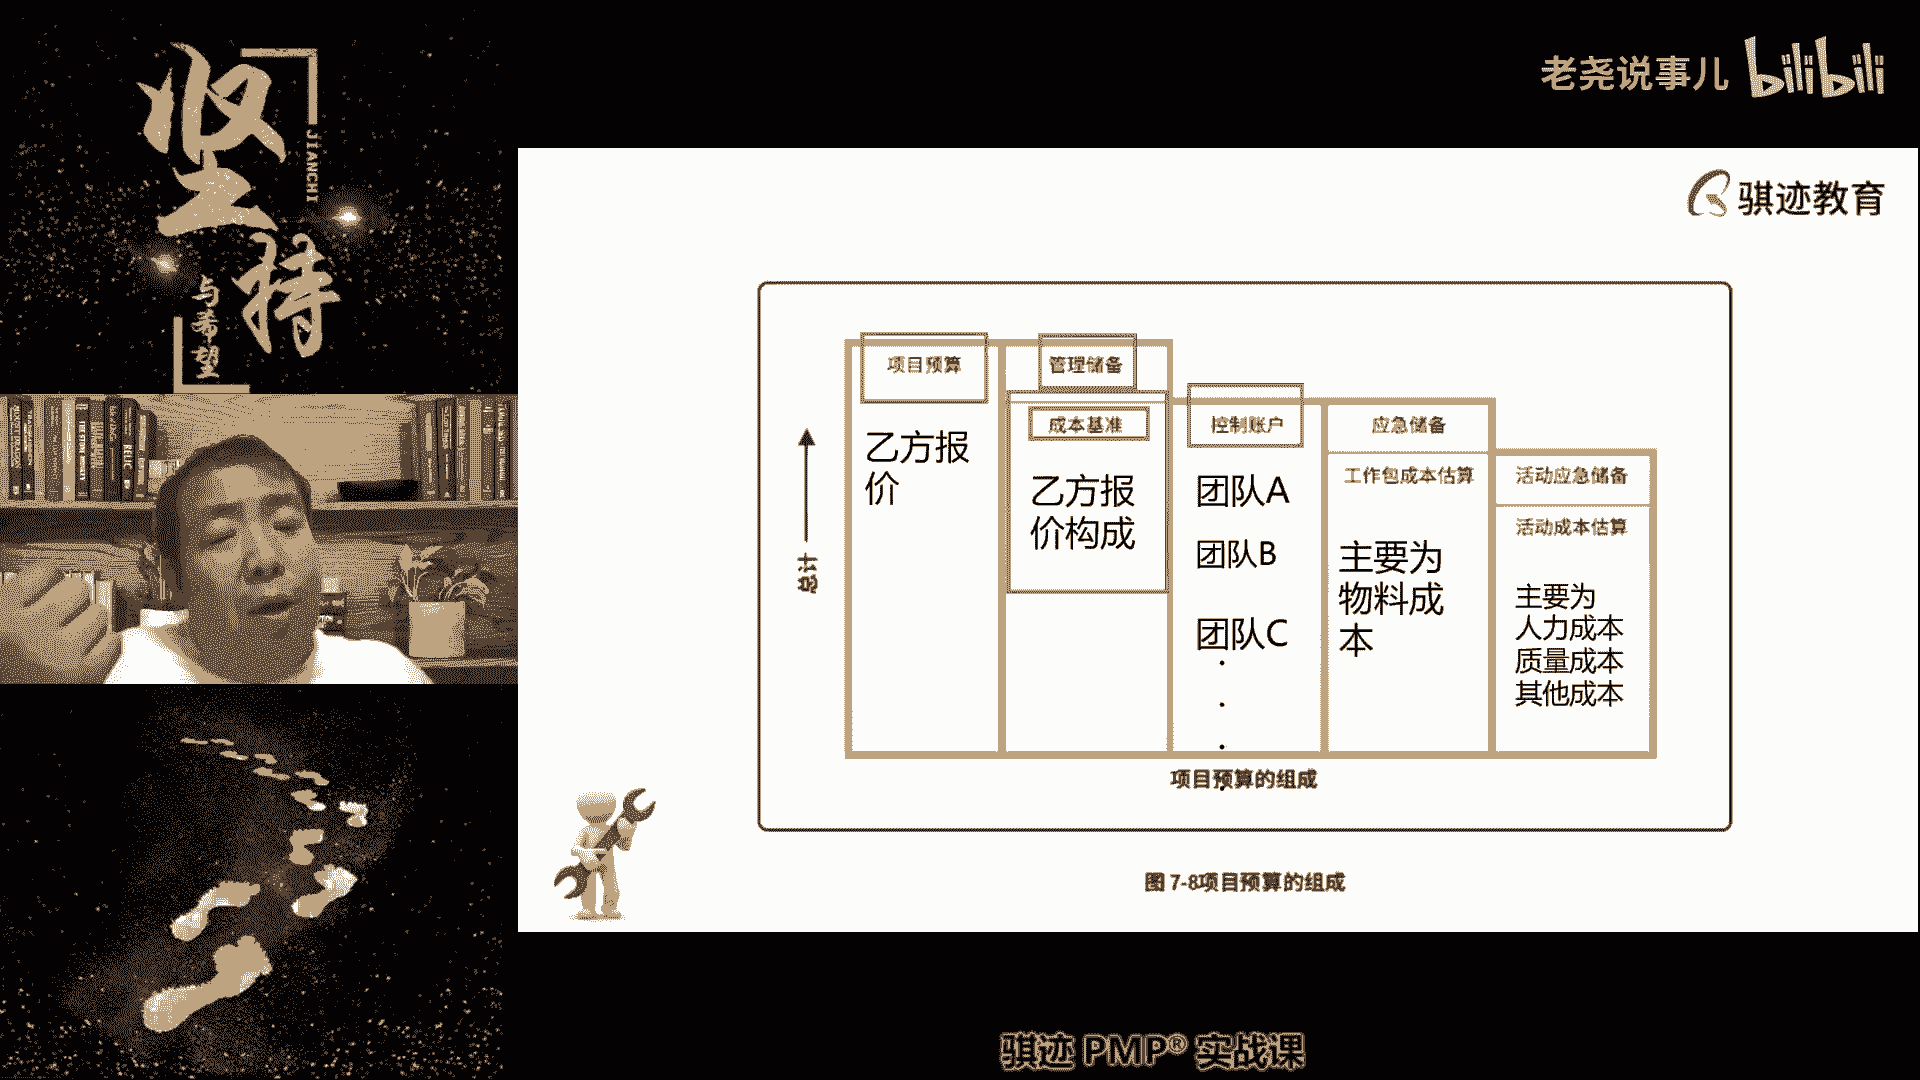 坚持
JIANCHI
与希望
老尧说事儿 bilibili
骐迹教育
项目预算
乙方报
价
管理储备
成本基准
乙方报
价构成
控制账户
团队A
团队B
团队C
应急储备
工作包成本估算
主要为
物料成
本
活动应急储备
活动成本估算
主要为
人力成本
质量成本
其他成本
总计
项目预算的组成
图 7-8项目预算的组成
骐迹 PMP® 实战课